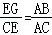 EG/CE = AB/AC